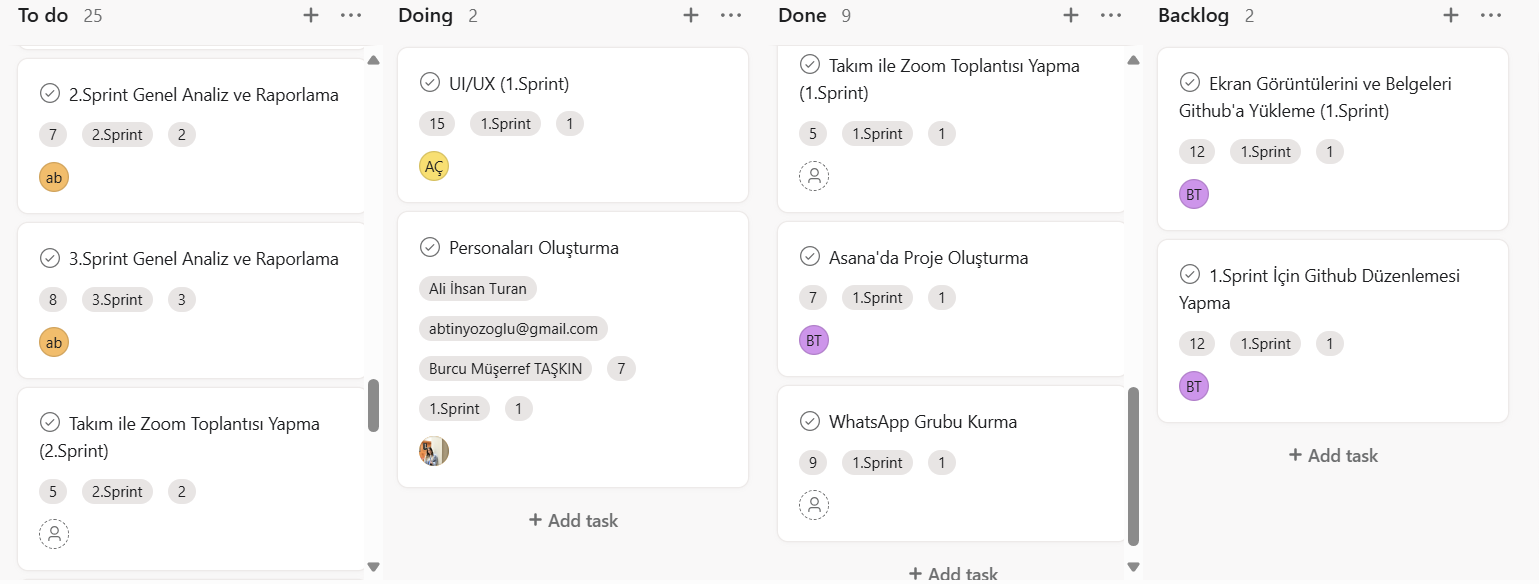 To do 25
2.Sprint Genel Analiz ve Raporlama
7 2.Sprint 2
ab
3.Sprint Genel Analiz ve Raporlama
8 3.Sprint 3
ab
Takım ile Zoom Toplantısı Yapma
(2.Sprint)
5 2.Sprint 2
Doing 2
UI/UX (1.Sprint)
15 1.Sprint 1
AÇ
Personaları Oluşturma
Ali İhsan Turan
abtinyozoglu@gmail.com
Burcu Müşerref TAŞKIN 7
1.Sprint 1
+ Add task
Done 9
Takım ile Zoom Toplantısı Yapma
(1.Sprint)
5 1.Sprint 1
Asana'da Proje Oluşturma
7 1.Sprint 1
BT
WhatsApp Grubu Kurma
9 1.Sprint 1
+ Add task
Backlog 2
Ekran Görüntülerini ve Belgeleri
Github'a Yükleme (1.Sprint)
12 1.Sprint 1
BT
1.Sprint İçin Github Düzenlemesi
Yapma
12 1.Sprint 1
BT
+ Add task